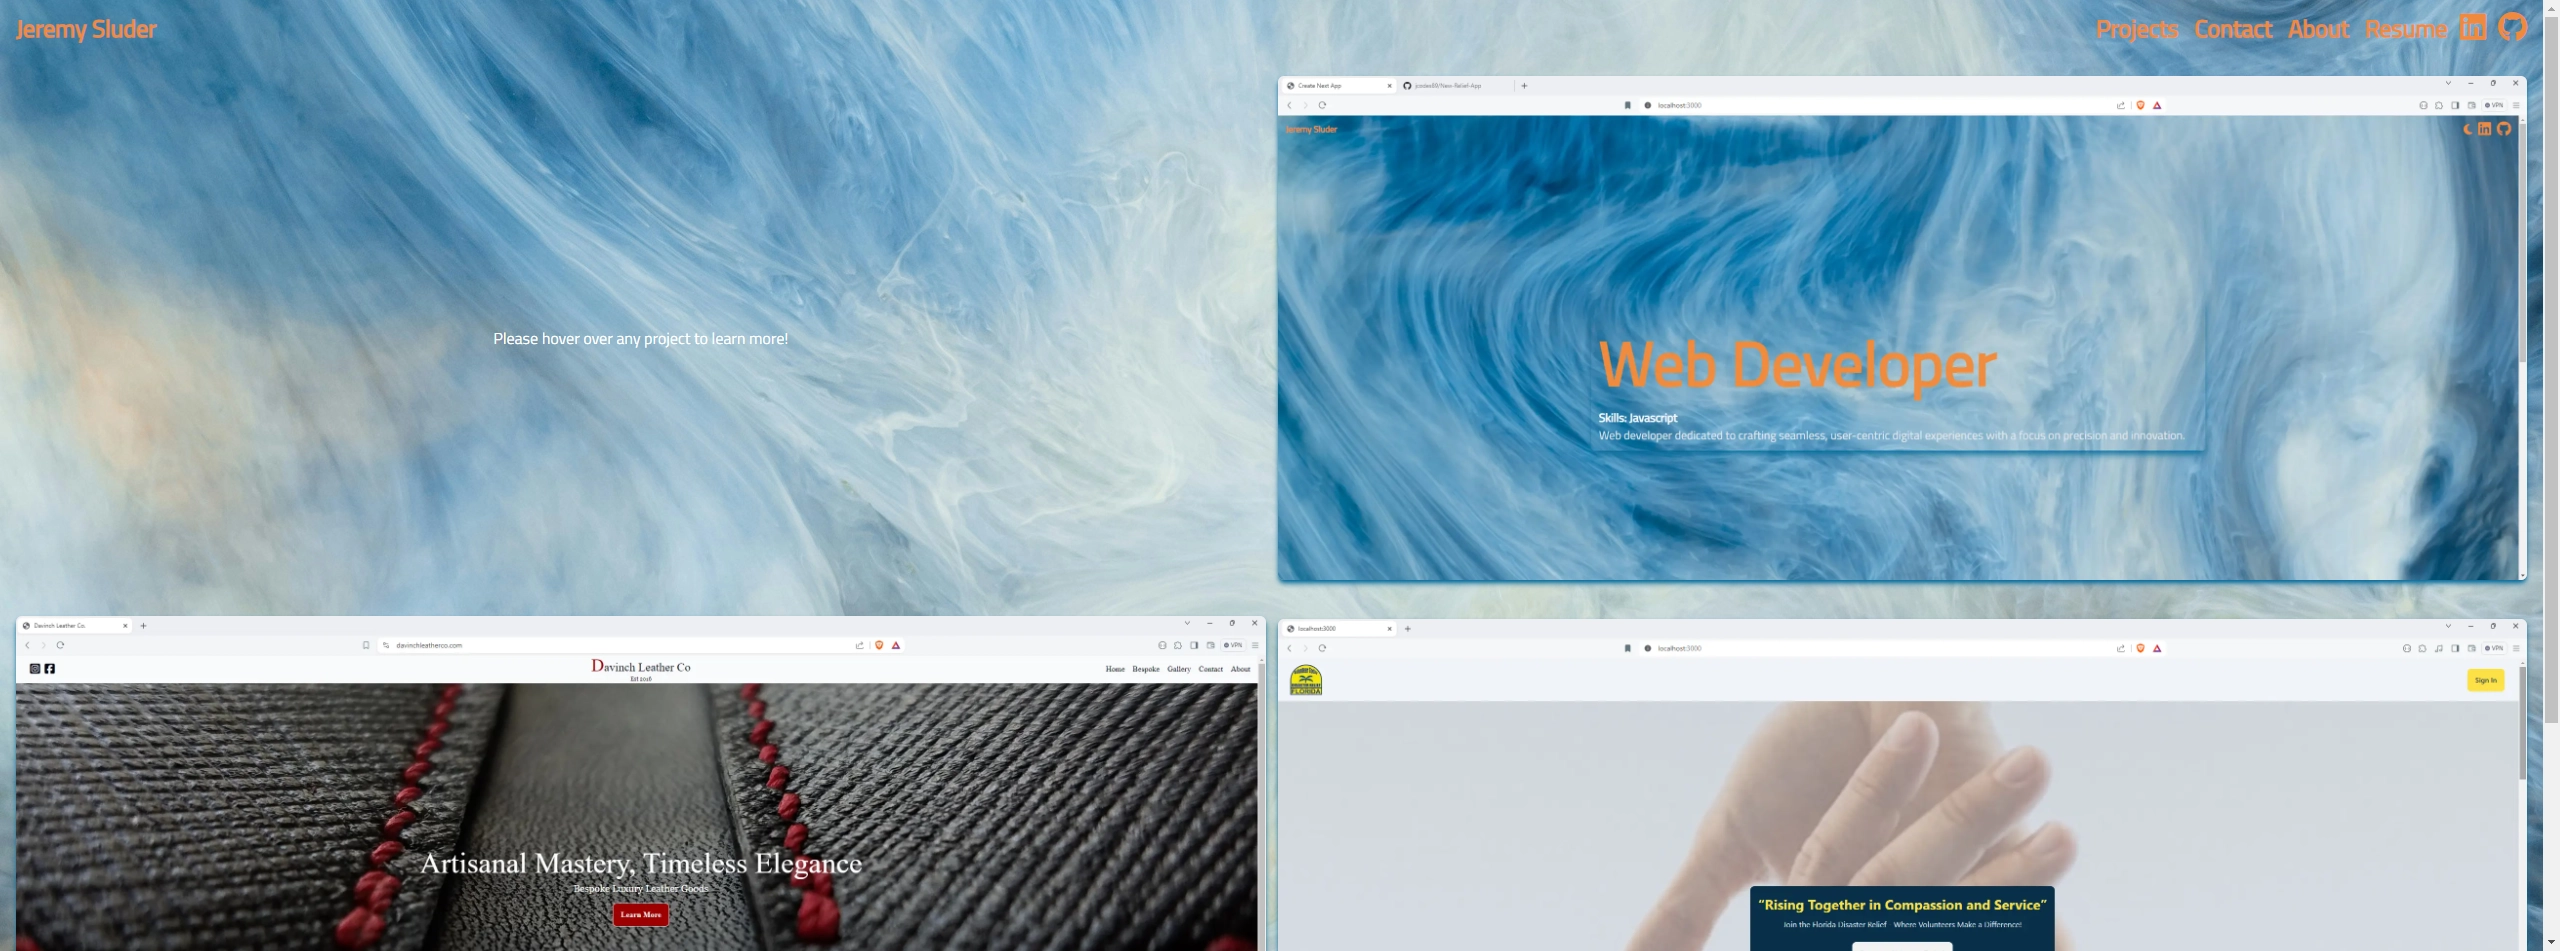 Jeremy Sluder
Projects Contact About Resume
Please hover over any project to learn more!
Create Next App
jcodes89/New-Relief-App
localhost:3000
VPN
Jeremy Sluder
Web Developer
Skills: Javascript
Web developer dedicated to crafting seamless, user-centric digital experiences with a focus on precision and innovation.
Davinch Leather Co.
davinchleatherco.com
VPN
Davinch Leather Co
Est 2016
Home Bespoke Gallery Contact About
Artisanal Mastery, Timeless Elegance
Bespoke Luxury Leather Goods
Learn More
localhost:3000
localhost:3000
VPN
FLORIDA
Sign In
“Rising Together in Compassion and Service”
Join the Florida Disaster Relief Where Volunteers Make a Difference!